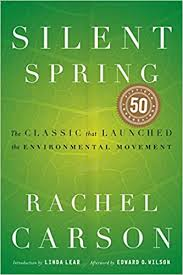 SILENT
SPRING
50
The CLASSIC that LAUNCHED
the ENVIRONMENTAL MOVEMENT
RACHEL
CARSON
Introduction by LINDA LEAR Afterword by EDWARD O. WILSON